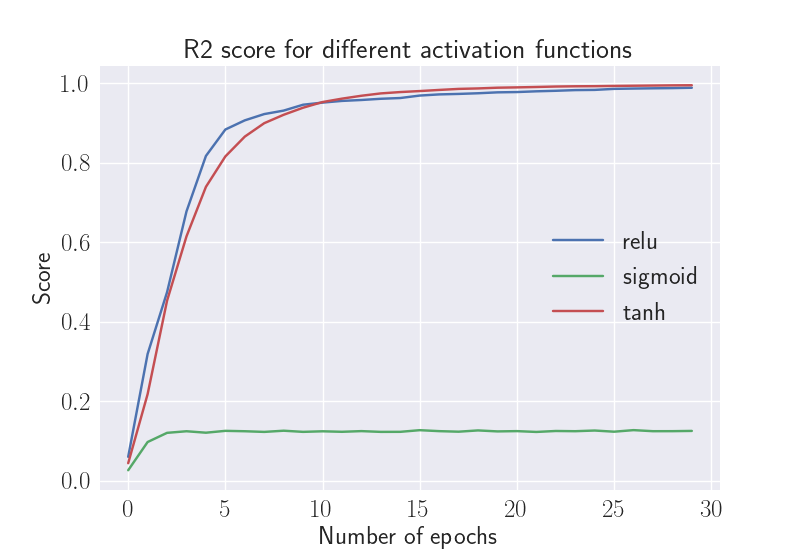 R2 score for different activation functions
1.0
0.8
0.6
0.4
0.2
0.0
Score
relu
sigmoid
tanh
0 5 10 15 20 25 30
Number of epochs